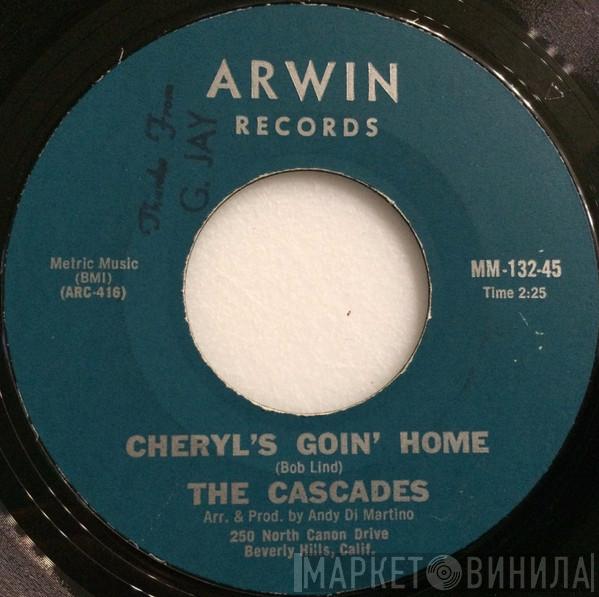 ARWIN
RECORDS
Thanks From
G. JAY
Metric Music
(BMI)
(ARC-416)
MM-132-45
Time 2:25
CHERYL'S GOIN' HOME
(Bob Lind)
THE CASCADES
Arr. & Prod. by Andy Di Martino
250 North Canon Drive
Beverly Hills, Calif.
МАРКЕТ ВИНИЛА